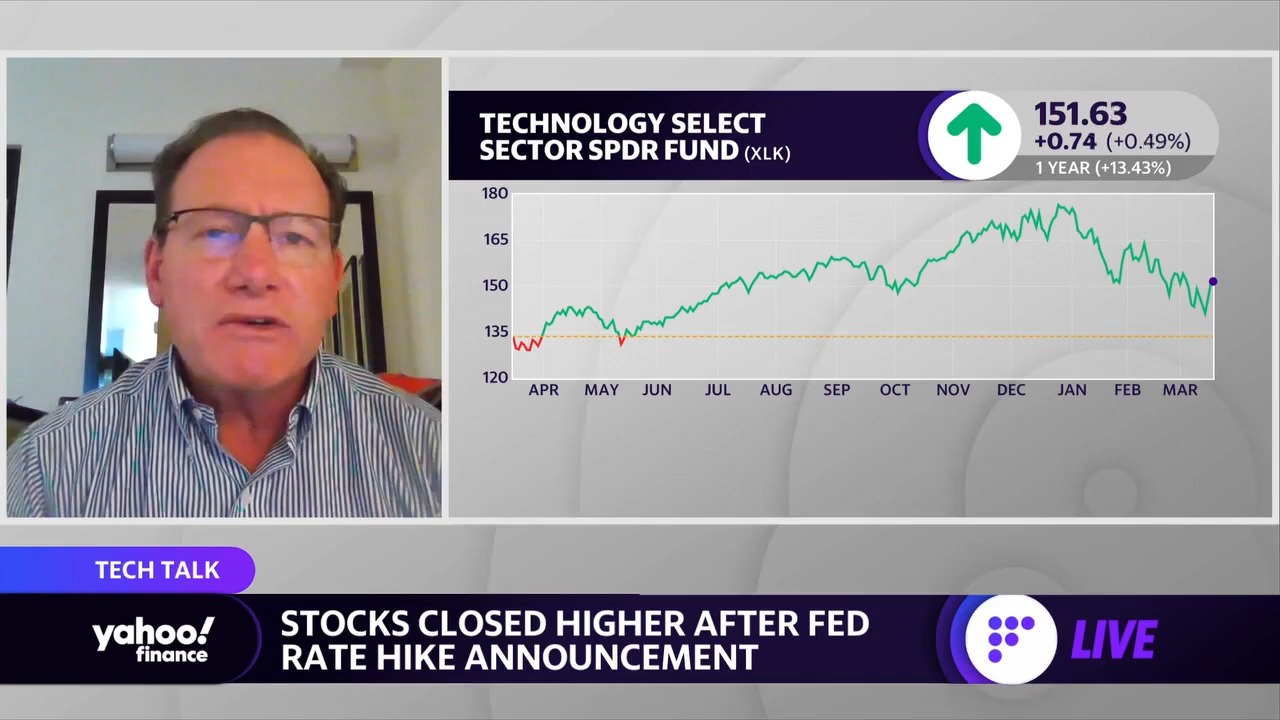 TECHNOLOGY SELECT
SECTOR SPDR FUND (XLK)
151.63
+0.74 (+0.49%)
1 YEAR (+13.43%)
180
165
150
135
120
APR MAY JUN JUL AUG SEP OCT NOV DEC JAN FEB MAR
TECH TALK
yahoo!
finance
STOCKS CLOSED HIGHER AFTER FED
RATE HIKE ANNOUNCEMENT
LIVE